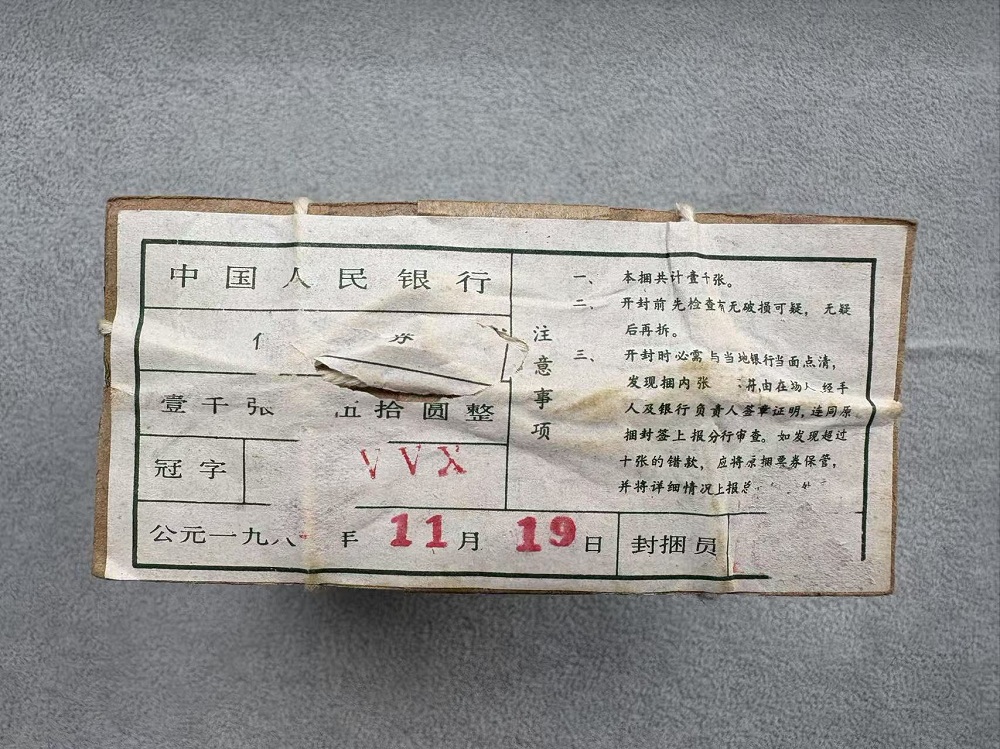 中国人民银行
券
壹千张 伍拾圆整
冠字 VVX
公元一九八 年 11月 19日 封捆员
注意事项
一、 本捆共计壹千张。
二、 开封前先检查有无破损可疑，无疑
后再拆。
三、 开封时必需与当地银行当面点清，
发现捆内张 由在场人 经手
人及银行负责人签章证明，连同原
捆封签上报分行审查。如发现超过
十张的错款，应将原捆票券保管，
并将详细情况上报总